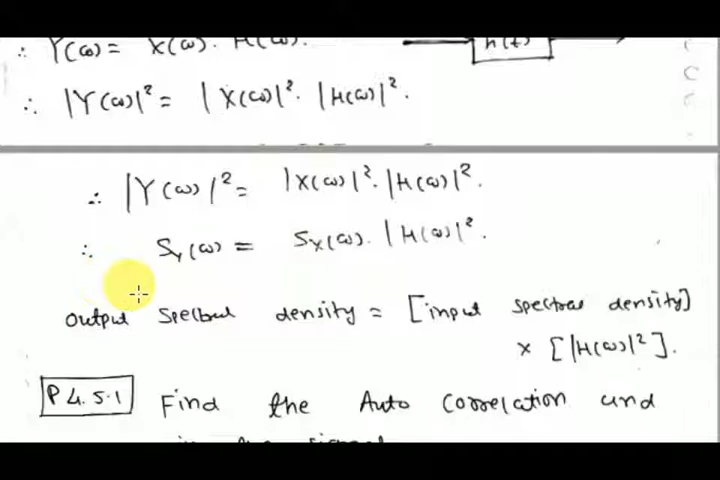 ∴ Y(ω) = X(ω) . H(ω).
h(t)
∴ |Y(ω)|² = |X(ω)|² . |H(ω)|².
∴ |Y(ω)|² = |X(ω)|² . |H(ω)|².
∴ Sy(ω) = Sx(ω) . |H(ω)|².
output Spectral density = [input spectral density]
× [|H(ω)|²].
P 4.5.1 Find the Auto correlation and